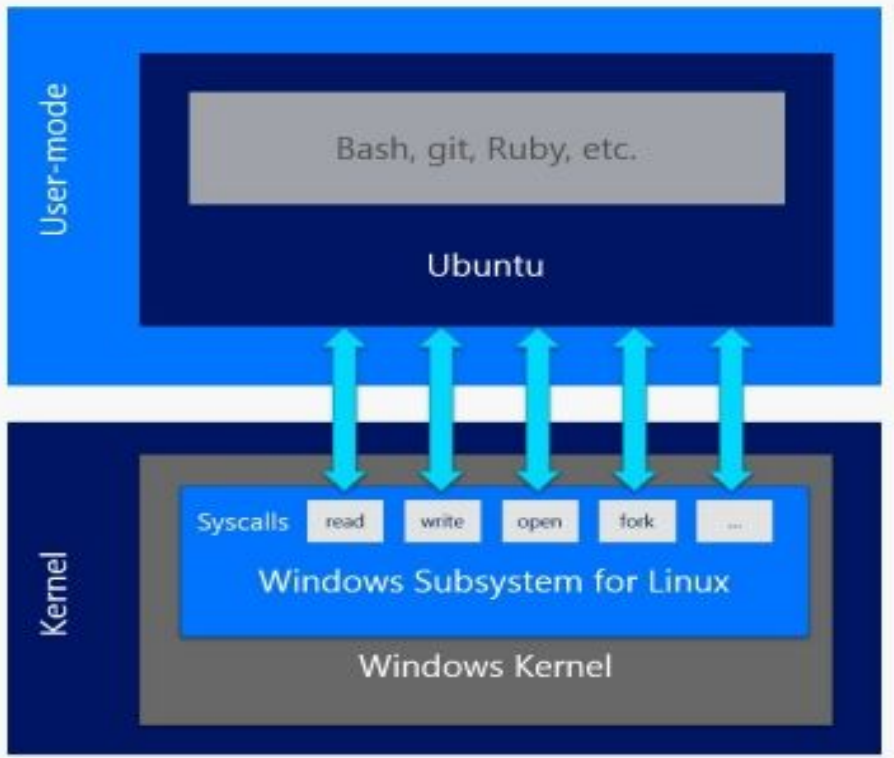 User-mode
Bash, git, Ruby, etc.
Ubuntu
Kernel
Syscalls read write open fork ...
Windows Subsystem for Linux
Windows Kernel